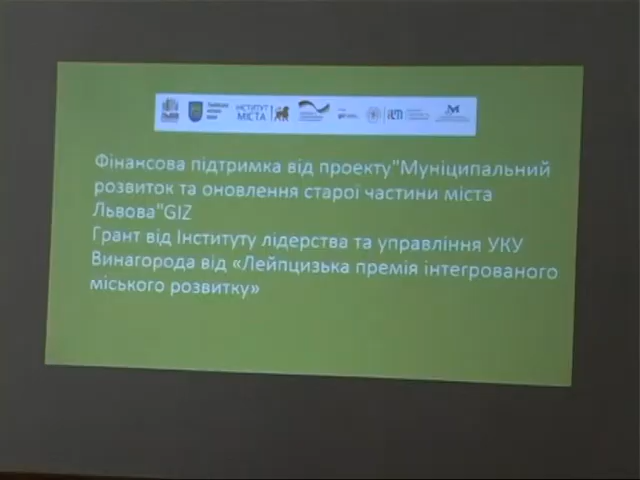 ІНСТИТУТ
МІСТА
Фінансова підтримка від проекту"Муніципальний
розвиток та оновлення старої частини міста
Львова"GIZ
Грант від Інституту лідерства та управління УКУ
Винагорода від «Лейпцизька премія інтегрованого
міського розвитку»